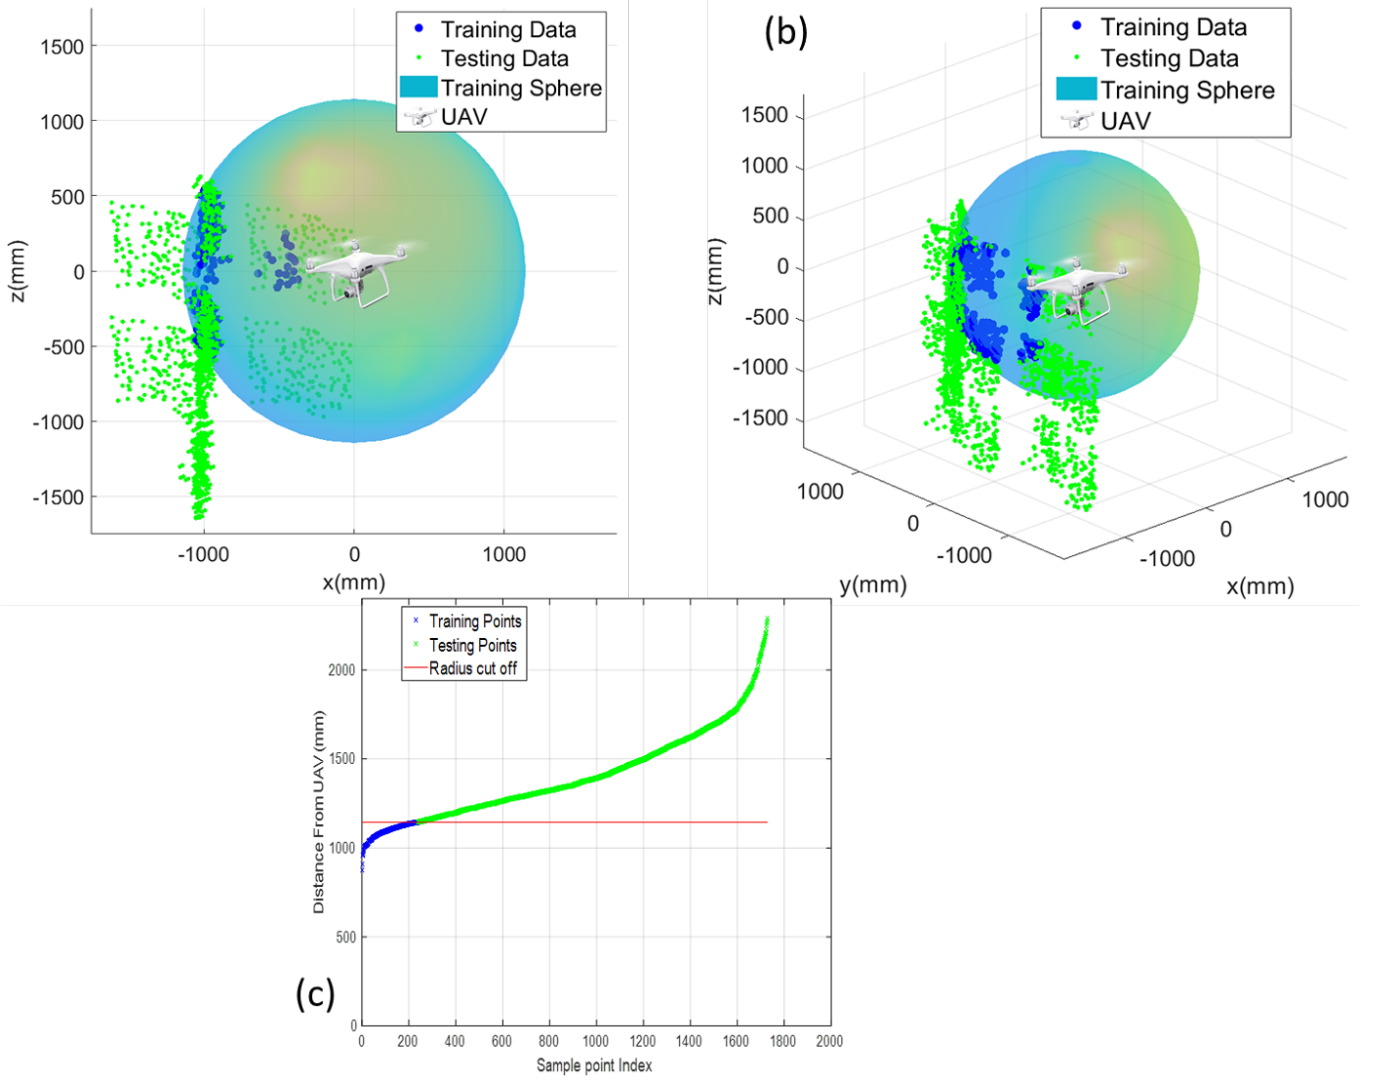 Training Data
Testing Data
Training Sphere
UAV
1500
1000
500
0
-500
-1000
-1500
z(mm)
-1000
0
1000
x(mm)
(b)
Training Data
Testing Data
Training Sphere
UAV
1500
1000
500
0
-500
-1000
-1500
z(mm)
1000
0
-1000
y(mm)
-1000
0
1000
x(mm)
Training Points
Testing Points
Radius cut off
2000
1500
1000
500
0
Distance From UAV (mm)
(c)
0
200
400
600
800
1000
1200
1400
1600
1800
2000
Sample point Index